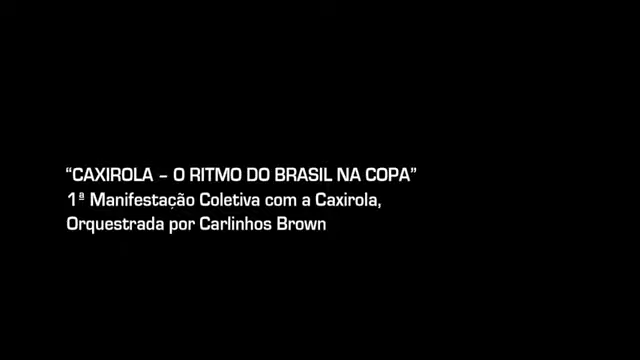 “CAXIROLA – O RITMO DO BRASIL NA COPA”
1ª Manifestação Coletiva com a Caxirola,
Orquestrada por Carlinhos Brown